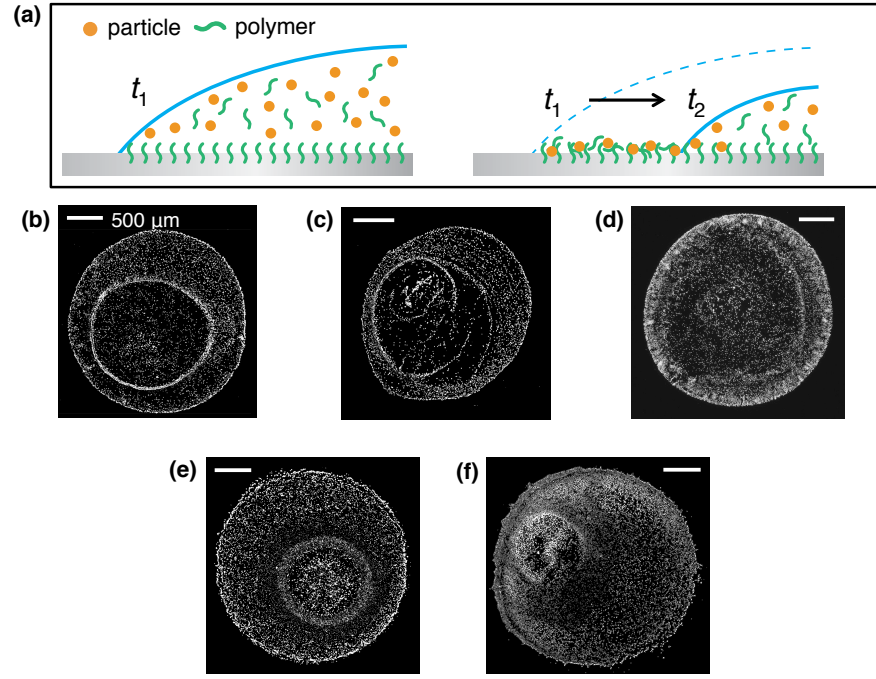 (a)
particle polymer
t1
t1 t2
(b) 500 μm (c) (d)
(e) (f)